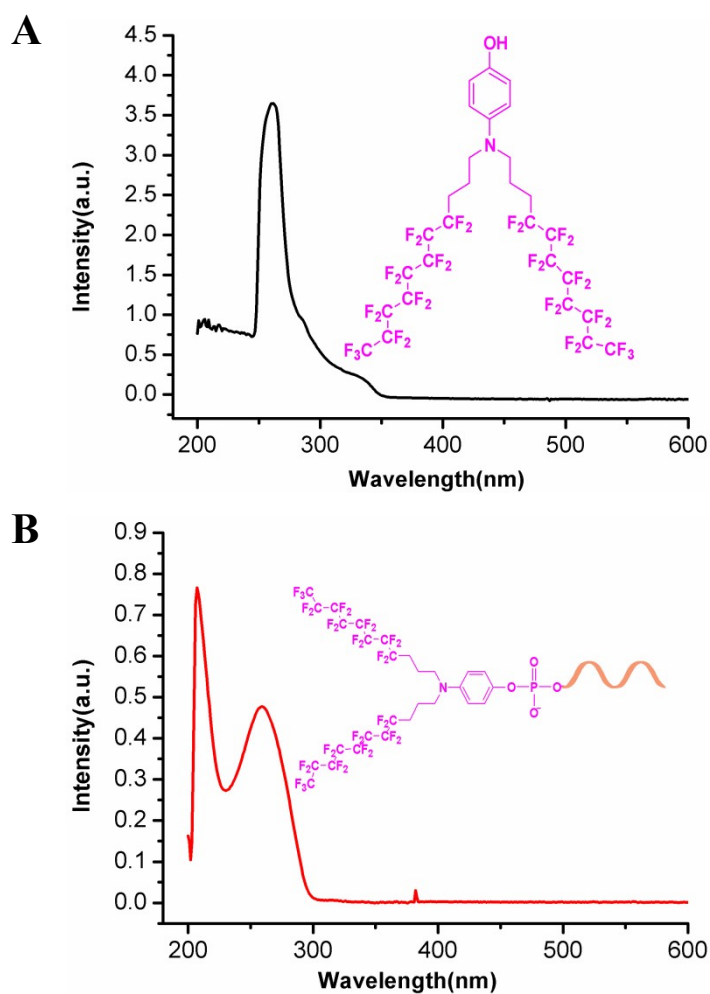 A
4.5
4.0
3.5
3.0
2.5
2.0
1.5
1.0
0.5
0.0
Intensity(a.u.)
200 300 400 500 600
Wavelength(nm)
OH
N
F2 F2
F2C C C CF2
F2C CF2 F2C CF2
F2C CF2 F2C CF2
F2C CF2 F2C CF2
F3C CF2 F2C CF3
B
0.9
0.8
0.7
0.6
0.5
0.4
0.3
0.2
0.1
0.0
Intensity(a.u.)
200 300 400 500 600
Wavelength(nm)
F3C
F2C CF2
F2C CF2
F2C CF2
F2C
N O P O
O
O-
F2C
F2C CF2
F2C CF2
F2C CF2
F3C